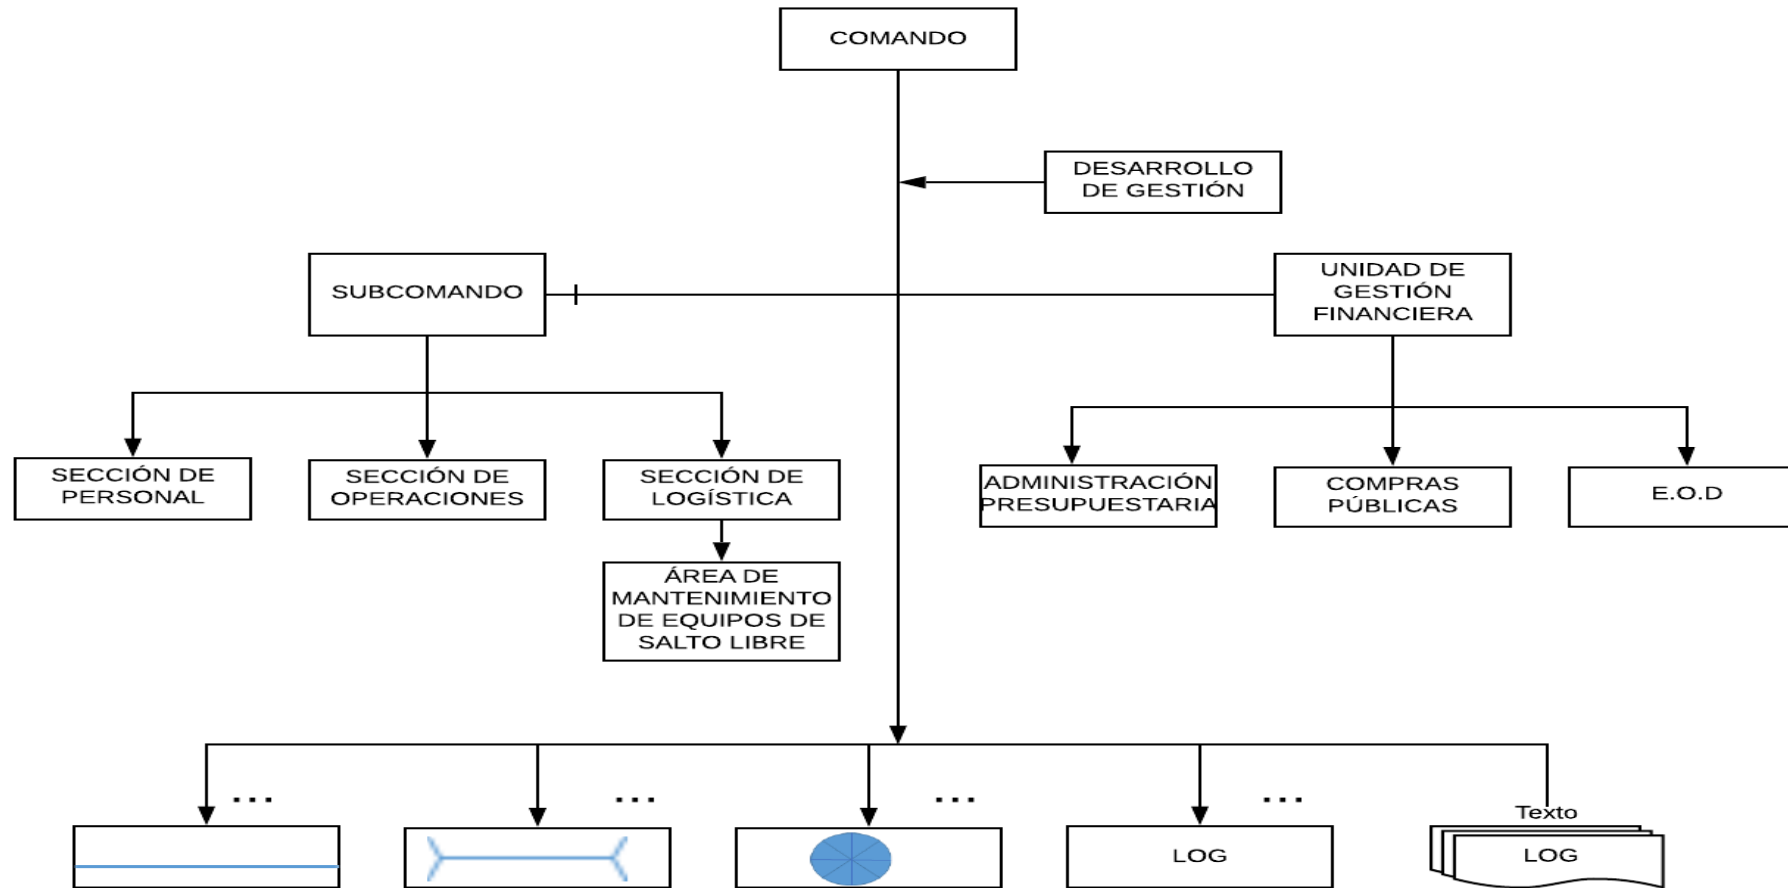 COMANDO
DESARROLLO
DE GESTIÓN
SUBCOMANDO
UNIDAD DE
GESTIÓN
FINANCIERA
SECCIÓN DE
PERSONAL
SECCIÓN DE
OPERACIONES
SECCIÓN DE
LOGÍSTICA
ADMINISTRACIÓN
PRESUPUESTARIA
COMPRAS
PÚBLICAS
E.O.D
ÁREA DE
MANTENIMIENTO
DE EQUIPOS DE
SALTO LIBRE
...
...
...
...
Texto
LOG
LOG